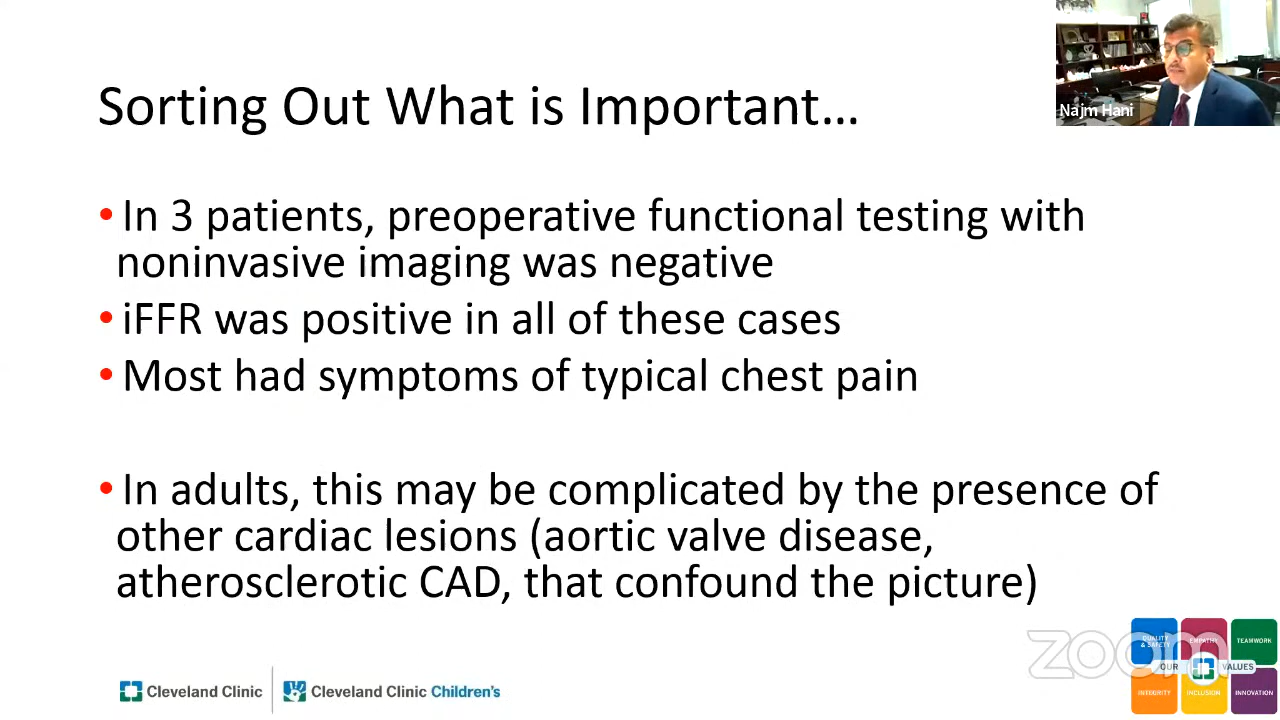 Sorting Out What is Important…
Najm Hani
• In 3 patients, preoperative functional testing with
noninvasive imaging was negative
• iFFR was positive in all of these cases
• Most had symptoms of typical chest pain
• In adults, this may be complicated by the presence of
other cardiac lesions (aortic valve disease,
atherosclerotic CAD, that confound the picture)
Cleveland Clinic
Cleveland Clinic Children's
zoom
QUALITY & SAFETY
EMPATHY
TEAMWORK
OUR VALUES
INTEGRITY
INCLUSION
INNOVATION